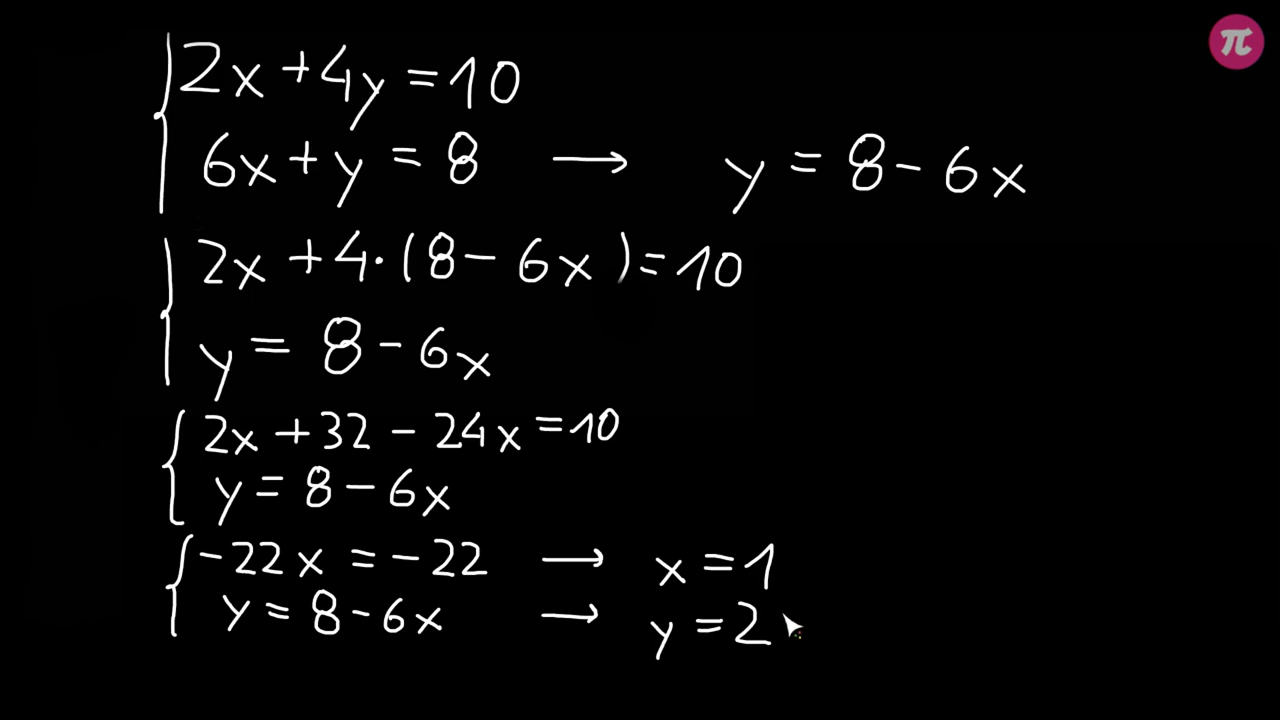 2x + 4y = 10
6x + y = 8 → y = 8 - 6x
2x + 4·(8 - 6x) = 10
y = 8 - 6x
2x + 32 - 24x = 10
y = 8 - 6x
-22x = -22 → x = 1
y = 8 - 6x → y = 2
π